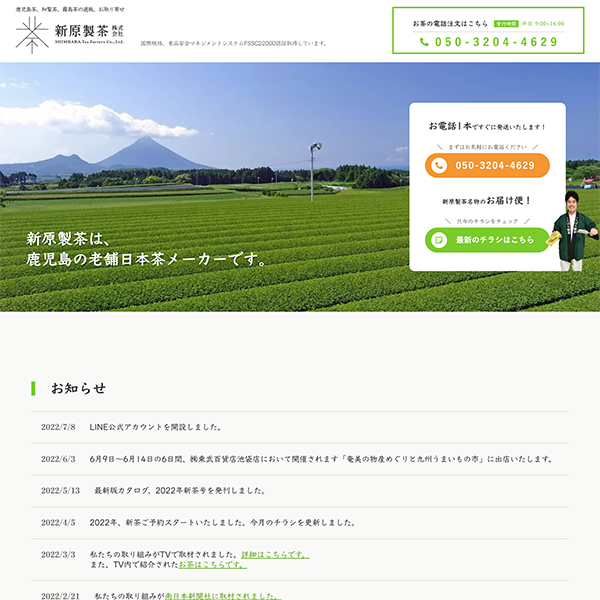 鹿児島茶、知覧茶、霧島茶の通販、お取り寄せ
新原製茶 株式会社
SHIMBARA Tea Factory Co., Ltd.
国際規格、食品安全マネジメントシステムFSSC22000認証取得しています。
お茶の電話注文はこちら 受付時間 平日 9:00~16:00
050-3204-4629
お電話1本ですぐに発送いたします！
まずはお気軽にお電話ください
050-3204-4629
新原製茶名物のお届け便！
只今のチラシをチェック
最新のチラシはこちら
新原製茶は、
鹿児島の老舗日本茶メーカーです。
お知らせ
2022/7/8 LINE公式アカウントを開設しました。
2022/6/3 6月9日～6月14日の6日間、㈱東武百貨店池袋店において開催されます「奄美の物産めぐりと九州うまいもの市」に出店いたします。
2022/5/13 最新版カタログ、2022年新茶号を発刊しました。
2022/4/5 2022年、新茶ご予約スタートいたしました。今月のチラシを更新しました。
2022/3/3 私たちの取り組みがTVで取材されました。詳細はこちらです。
また、TV内で紹介されたお茶はこちらです。
2022/2/21 私たちの取り組みが南日本新聞社に取材されました。